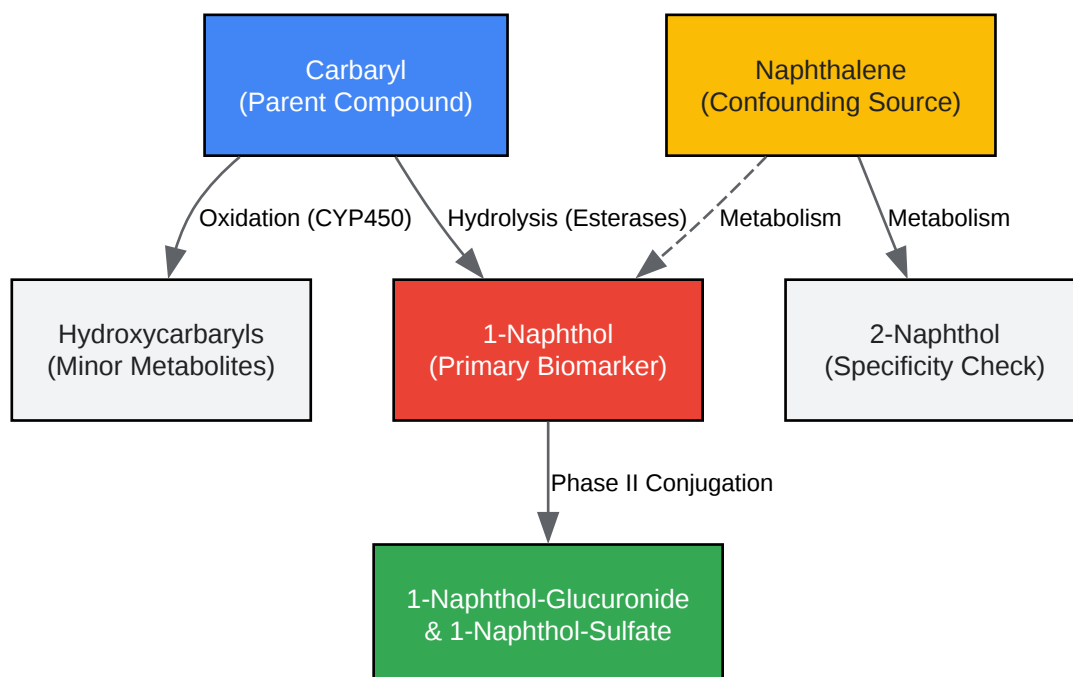 Carbaryl
(Parent Compound)
Naphthalene
(Confounding Source)
Oxidation (CYP450)
Hydrolysis (Esterases)
Metabolism
Metabolism
Hydroxycarbaryls
(Minor Metabolites)
1-Naphthol
(Primary Biomarker)
2-Naphthol
(Specificity Check)
Phase II Conjugation
1-Naphthol-Glucuronide
& 1-Naphthol-Sulfate